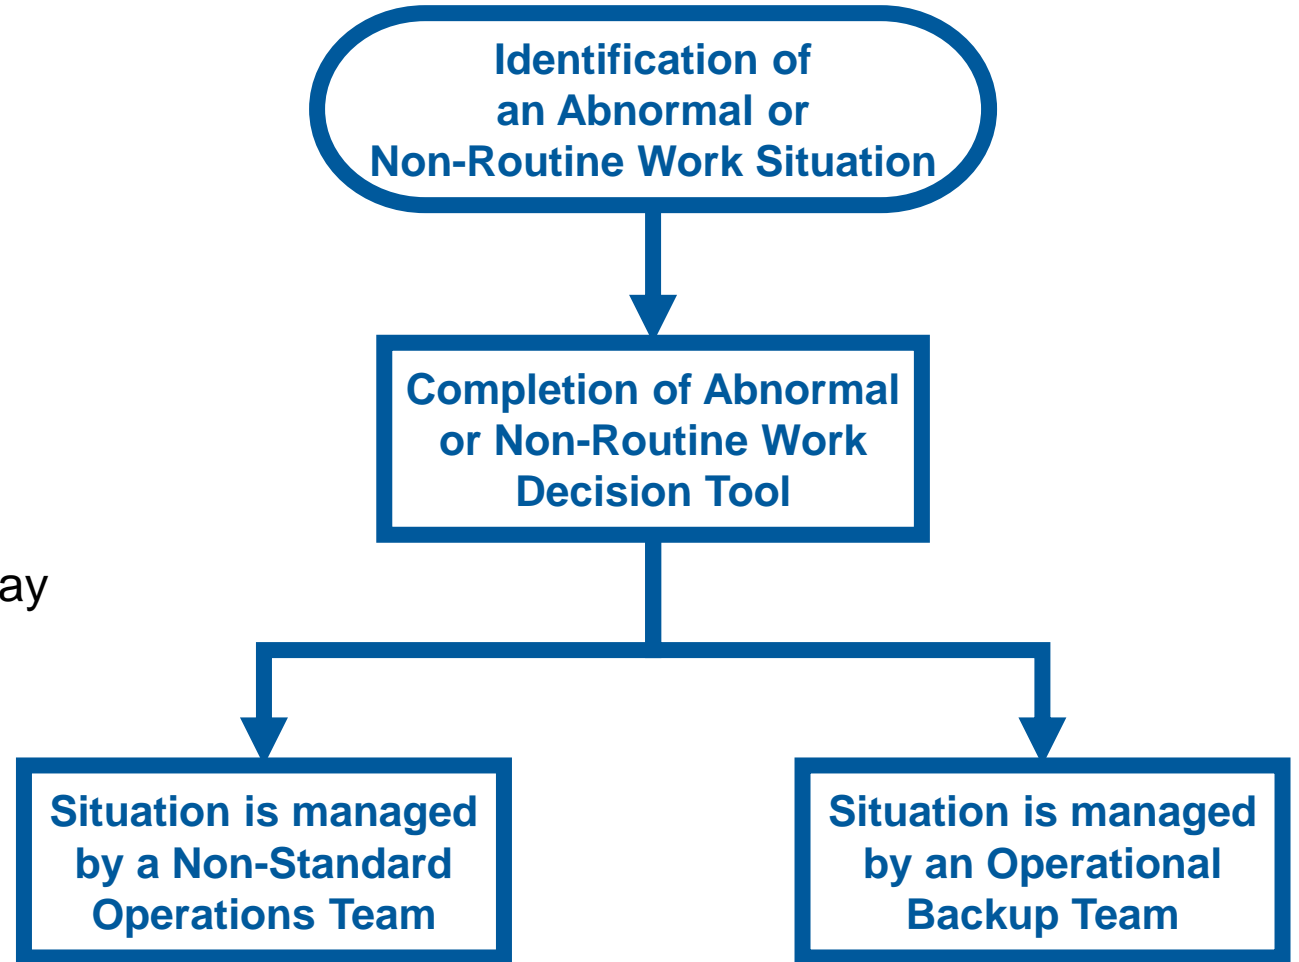 Identification of
an Abnormal or
Non-Routine Work Situation
Completion of Abnormal
or Non-Routine Work
Decision Tool
ay
Situation is managed
by a Non-Standard
Operations Team
Situation is managed
by an Operational
Backup Team